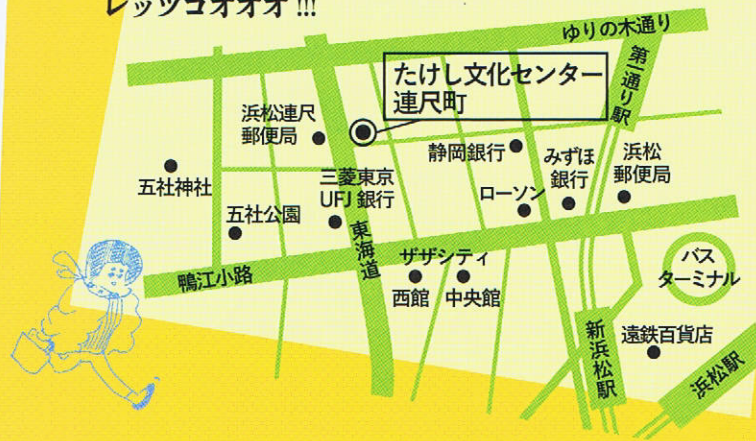 レッツゴオオオ!!!
ゆりの木通り
第一通り駅
たけし文化センター
連尺町
浜松連尺
郵便局
静岡銀行
みずほ
銀行
浜松
郵便局
五社神社
三菱東京
UFJ 銀行
ローソン
五社公園
東海道
ザザシティ
西館
中央館
鴨江小路
バス
ターミナル
新浜松駅
遠鉄百貨店
浜松駅